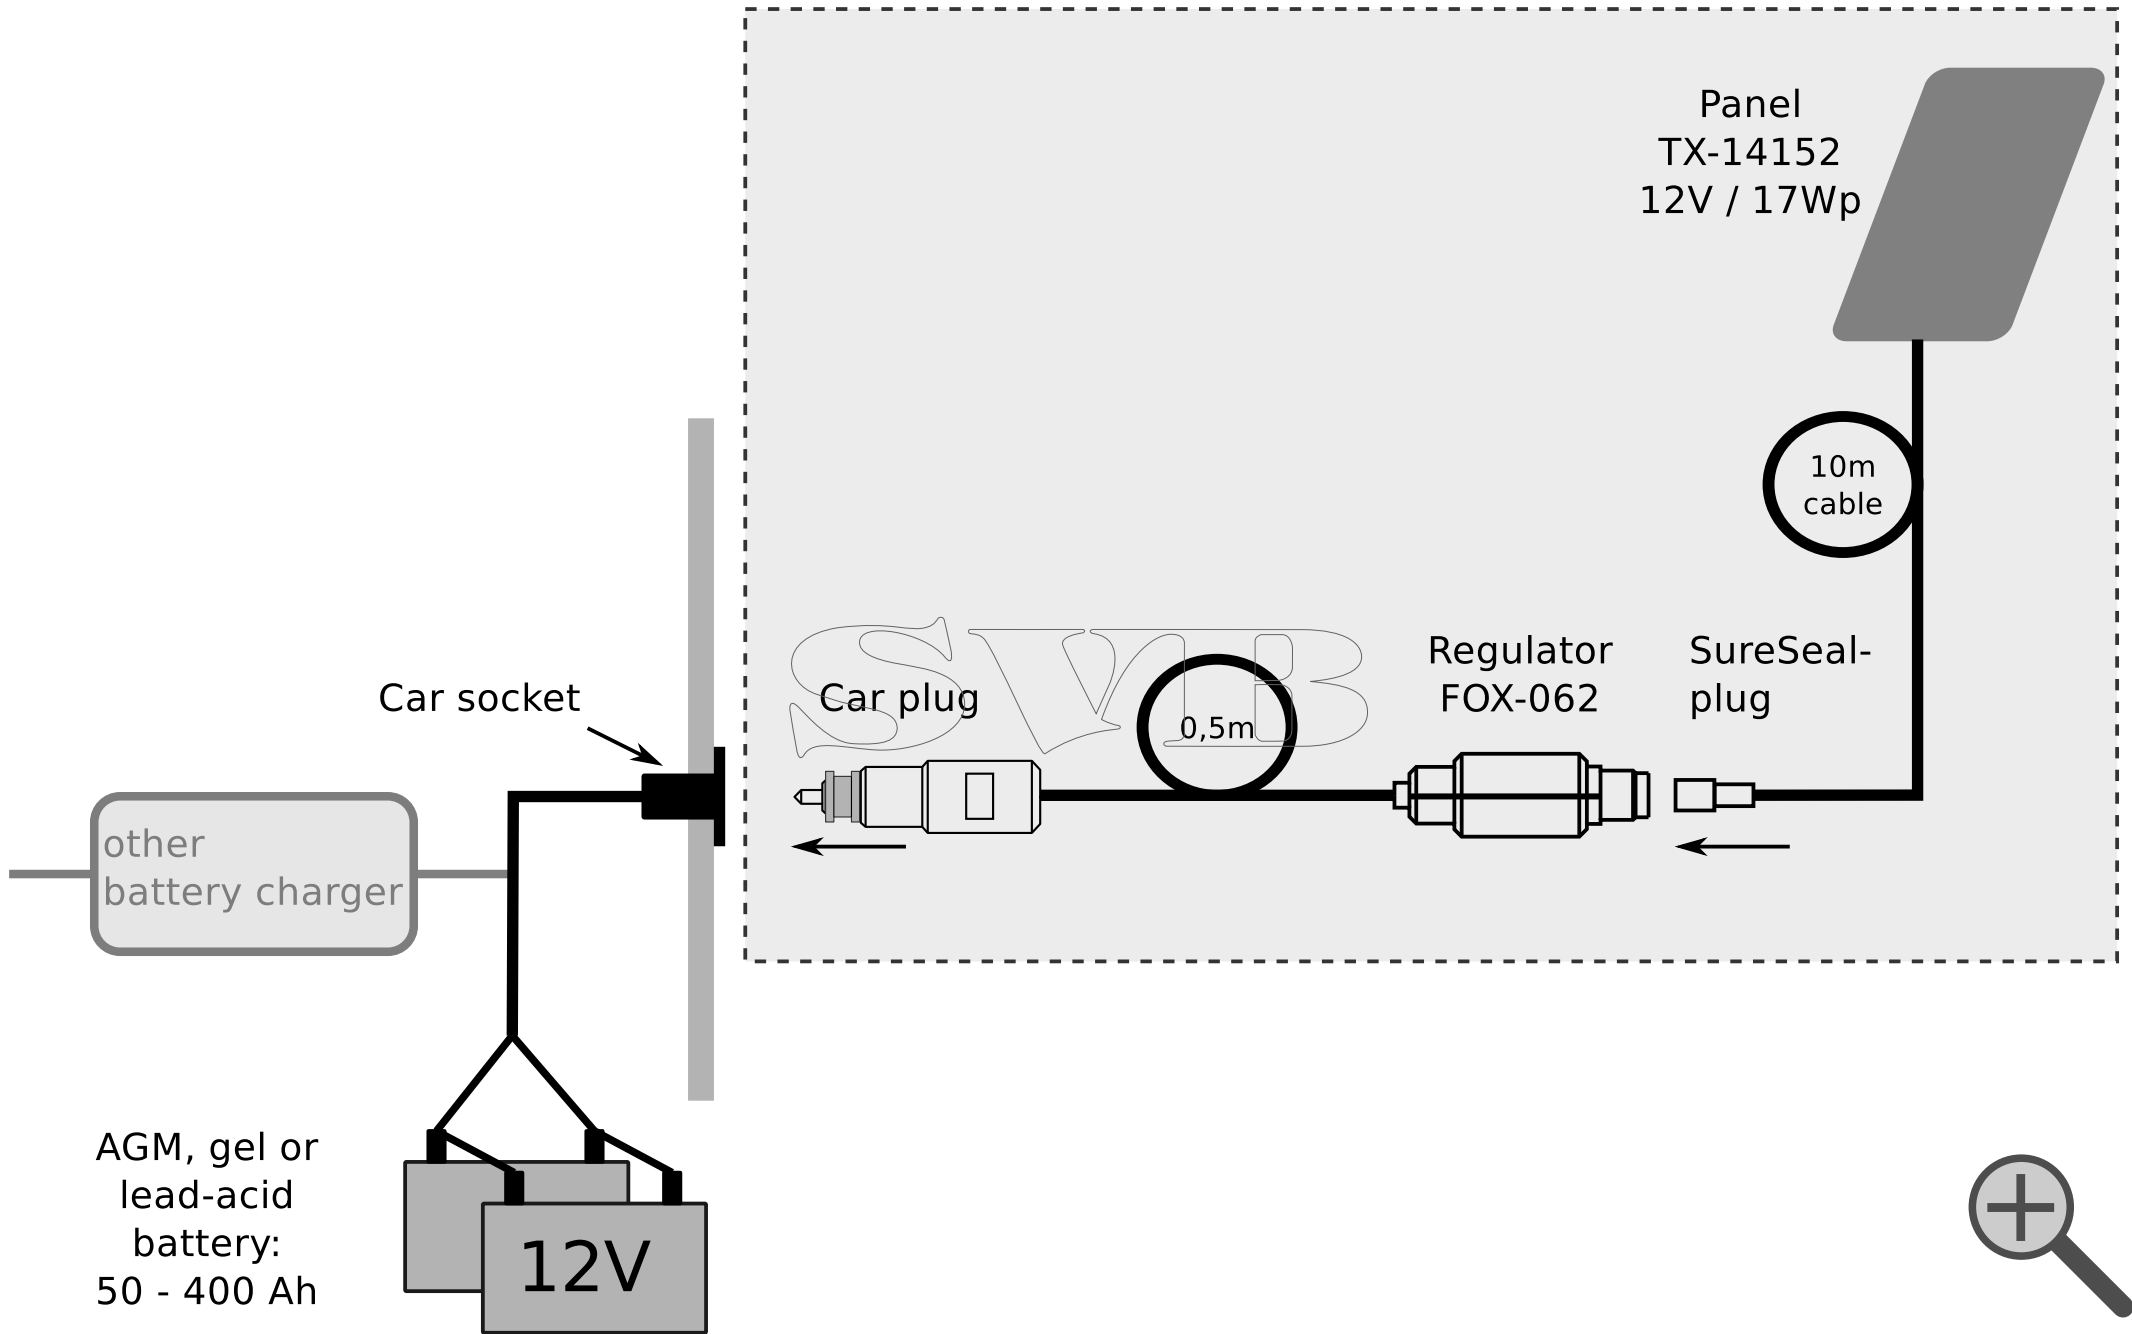 Panel
TX-14152
12V / 17Wp
10m
cable
Regulator
FOX-062
SureSeal-
plug
SVB
Car plug
0,5m
Car socket
other
battery charger
AGM, gel or
lead-acid
battery:
50 - 400 Ah
12V